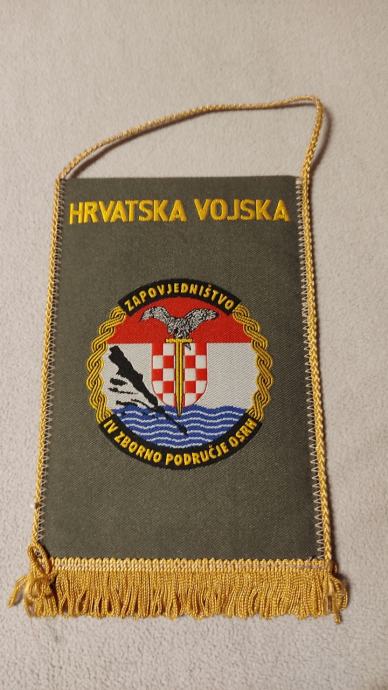 HRVATSKA VOJSKA
ZAPOVJEDNIŠTVO
IV ZBORNO PODRUČJE OSRH